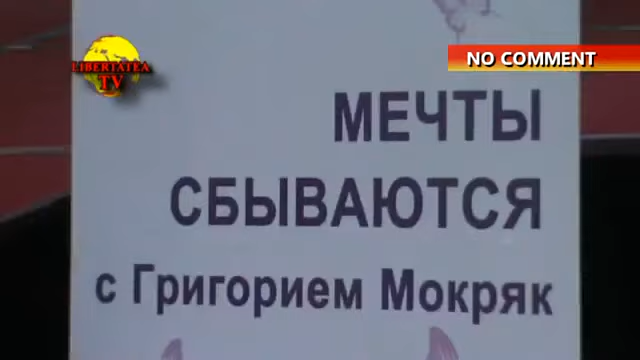 LIBERTATEA
TV
NO COMMENT
МЕЧТЫ
СБЫВАЮТСЯ
с Григорием Мокряк